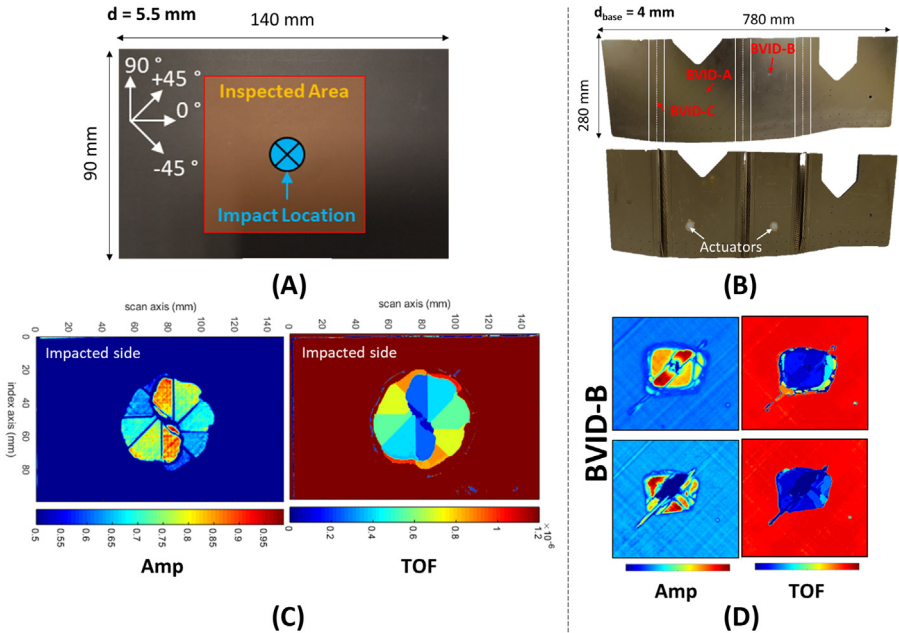 d = 5.5 mm
140 mm
90 mm
90 °
+45 °
0 °
-45 °
Inspected Area
Impact Location
(A)
d_base = 4 mm
780 mm
280 mm
BVID-B
BVID-A
BVID-C
Actuators
(B)
scan axis (mm)
0 20 40 60 80 100 120 140
index axis (mm)
0 20 40 60 80
Impacted side
scan axis (mm)
0 20 40 60 80 100 120 140
Impacted side
0.5 0.55 0.6 0.65 0.7 0.75 0.8 0.85 0.9 0.95
Amp
0 0.2 0.4 0.6 0.8 1 1.2
×10⁻⁶
TOF
(C)
BVID-B
Amp
TOF
(D)